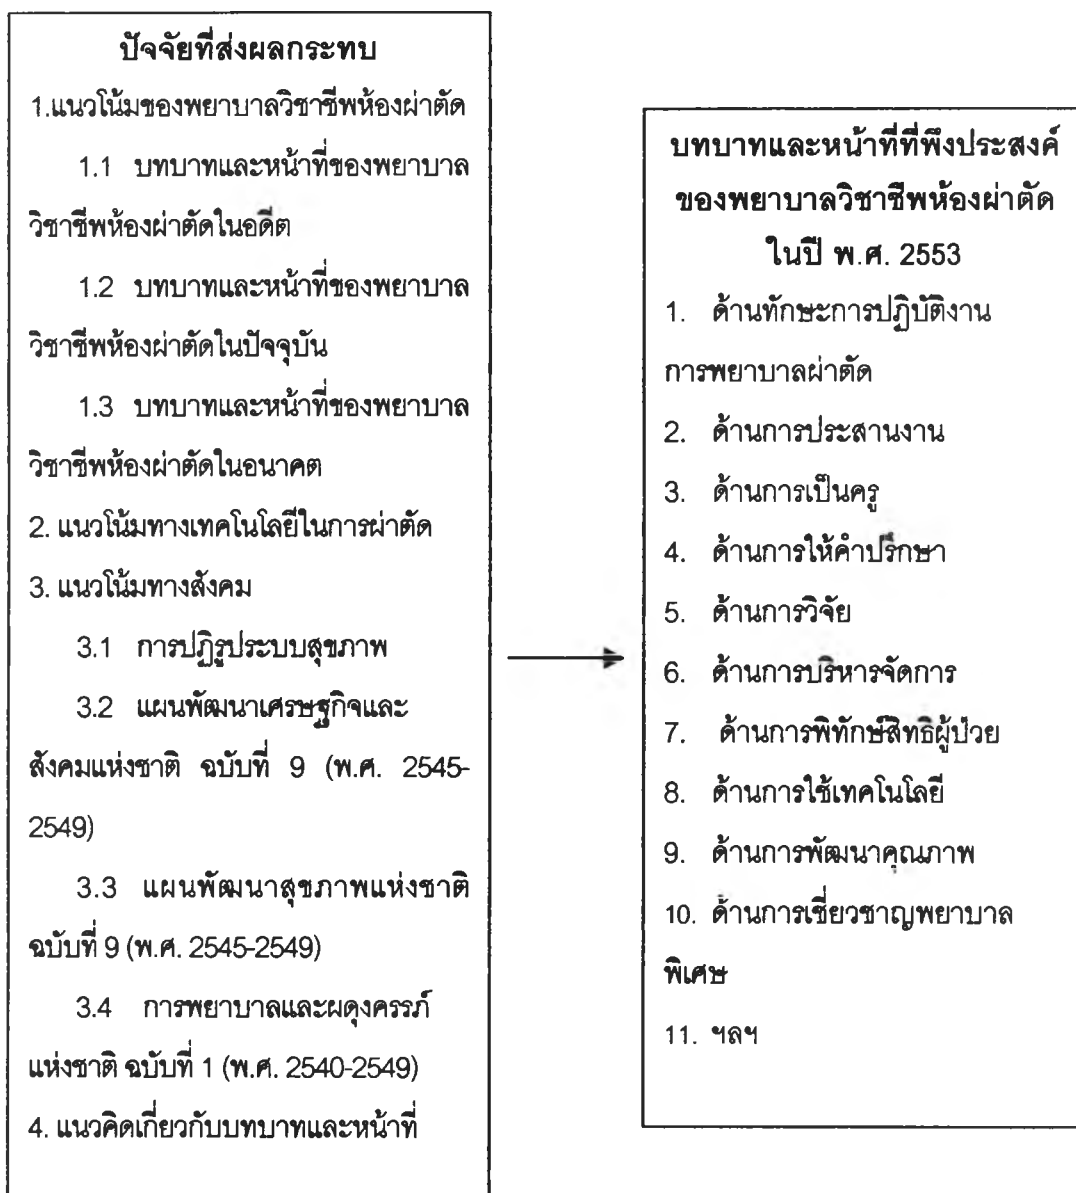 ปัจจัยที่ส่งผลกระทบ
1.แนวโน้มของพยาบาลวิชาชีพห้องผ่าตัด
1.1 บทบาทและหน้าที่ของพยาบาล
วิชาชีพห้องผ่าตัดในอดีต
1.2 บทบาทและหน้าที่ของพยาบาล
วิชาชีพห้องผ่าตัดในปัจจุบัน
1.3 บทบาทและหน้าที่ของพยาบาล
วิชาชีพห้องผ่าตัดในอนาคต
2. แนวโน้มทางเทคโนโลยีในการผ่าตัด
3. แนวโน้มทางสังคม
3.1 การปฏิรูประบบสุขภาพ
3.2 แผนพัฒนาเศรษฐกิจและ
สังคมแห่งชาติ ฉบับที่ 9 (พ.ศ. 2545-
2549)
3.3 แผนพัฒนาสุขภาพแห่งชาติ
ฉบับที่ 9 (พ.ศ. 2545-2549)
3.4 การพยาบาลและผดุงครรภ์
แห่งชาติ ฉบับที่ 1 (พ.ศ. 2540-2549)
4. แนวคิดเกี่ยวกับบทบาทและหน้าที่
บทบาทและหน้าที่ที่พึงประสงค์
ของพยาบาลวิชาชีพห้องผ่าตัด
ในปี พ.ศ. 2553
1. ด้านทักษะการปฏิบัติงาน
การพยาบาลผ่าตัด
2. ด้านการประสานงาน
3. ด้านการเป็นครู
4. ด้านการให้คำปรึกษา
5. ด้านการวิจัย
6. ด้านการบริหารจัดการ
7. ด้านการพิทักษ์สิทธิผู้ป่วย
8. ด้านการใช้เทคโนโลยี
9. ด้านการพัฒนาคุณภาพ
10. ด้านการเชี่ยวชาญพยาบาล
พิเศษ
11. ฯลฯ